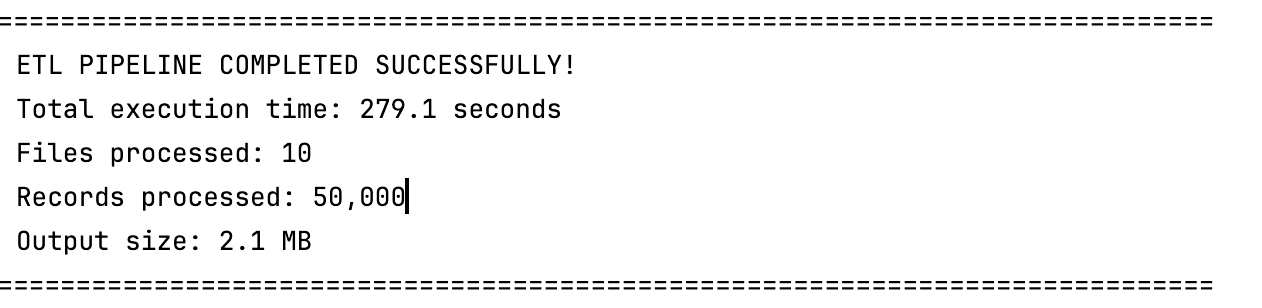 ==============================================================================
ETL PIPELINE COMPLETED SUCCESSFULLY!
Total execution time: 279.1 seconds
Files processed: 10
Records processed: 50,000
Output size: 2.1 MB
==============================================================================